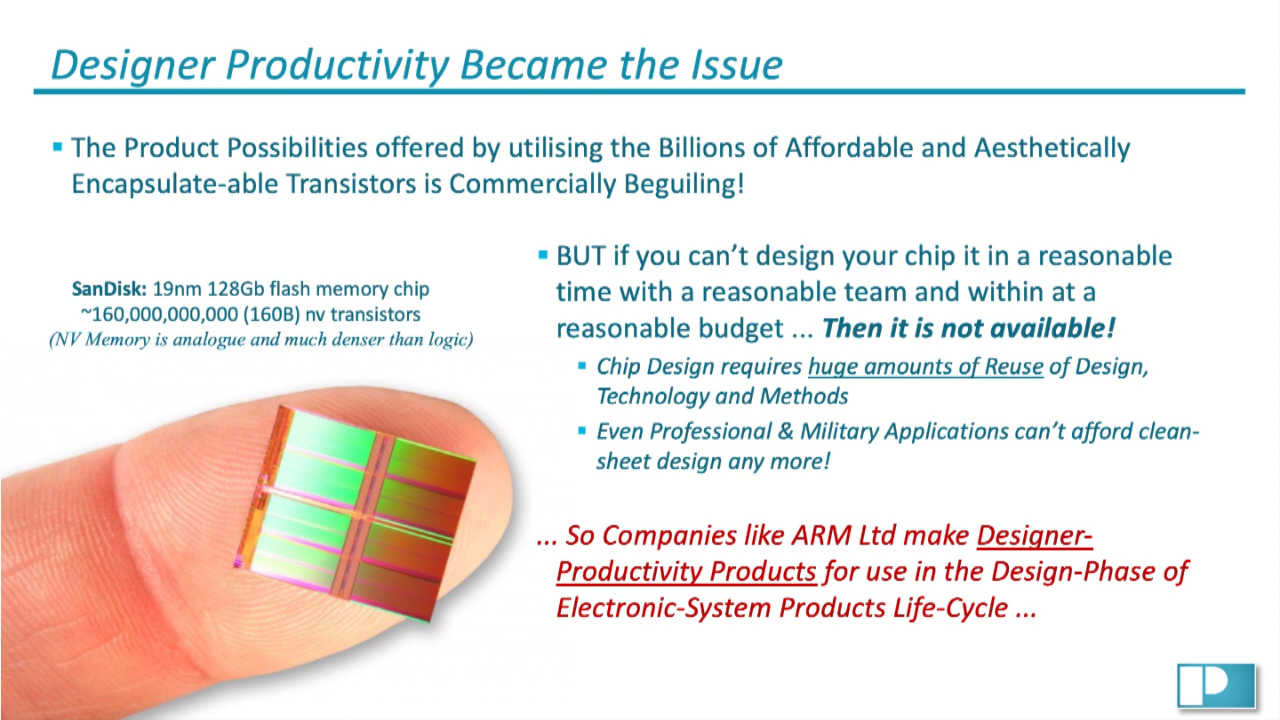 Designer Productivity Became the Issue
▪ The Product Possibilities offered by utilising the Billions of Affordable and Aesthetically
Encapsulate-able Transistors is Commercially Beguiling!
SanDisk: 19nm 128Gb flash memory chip
~160,000,000,000 (160B) nv transistors
(NV Memory is analogue and much denser than logic)
▪ BUT if you can’t design your chip it in a reasonable
time with a reasonable team and within at a
reasonable budget ... Then it is not available!
▪ Chip Design requires huge amounts of Reuse of Design,
Technology and Methods
▪ Even Professional & Military Applications can’t afford clean-
sheet design any more!
... So Companies like ARM Ltd make Designer-
Productivity Products for use in the Design-Phase of
Electronic-System Products Life-Cycle ...
P